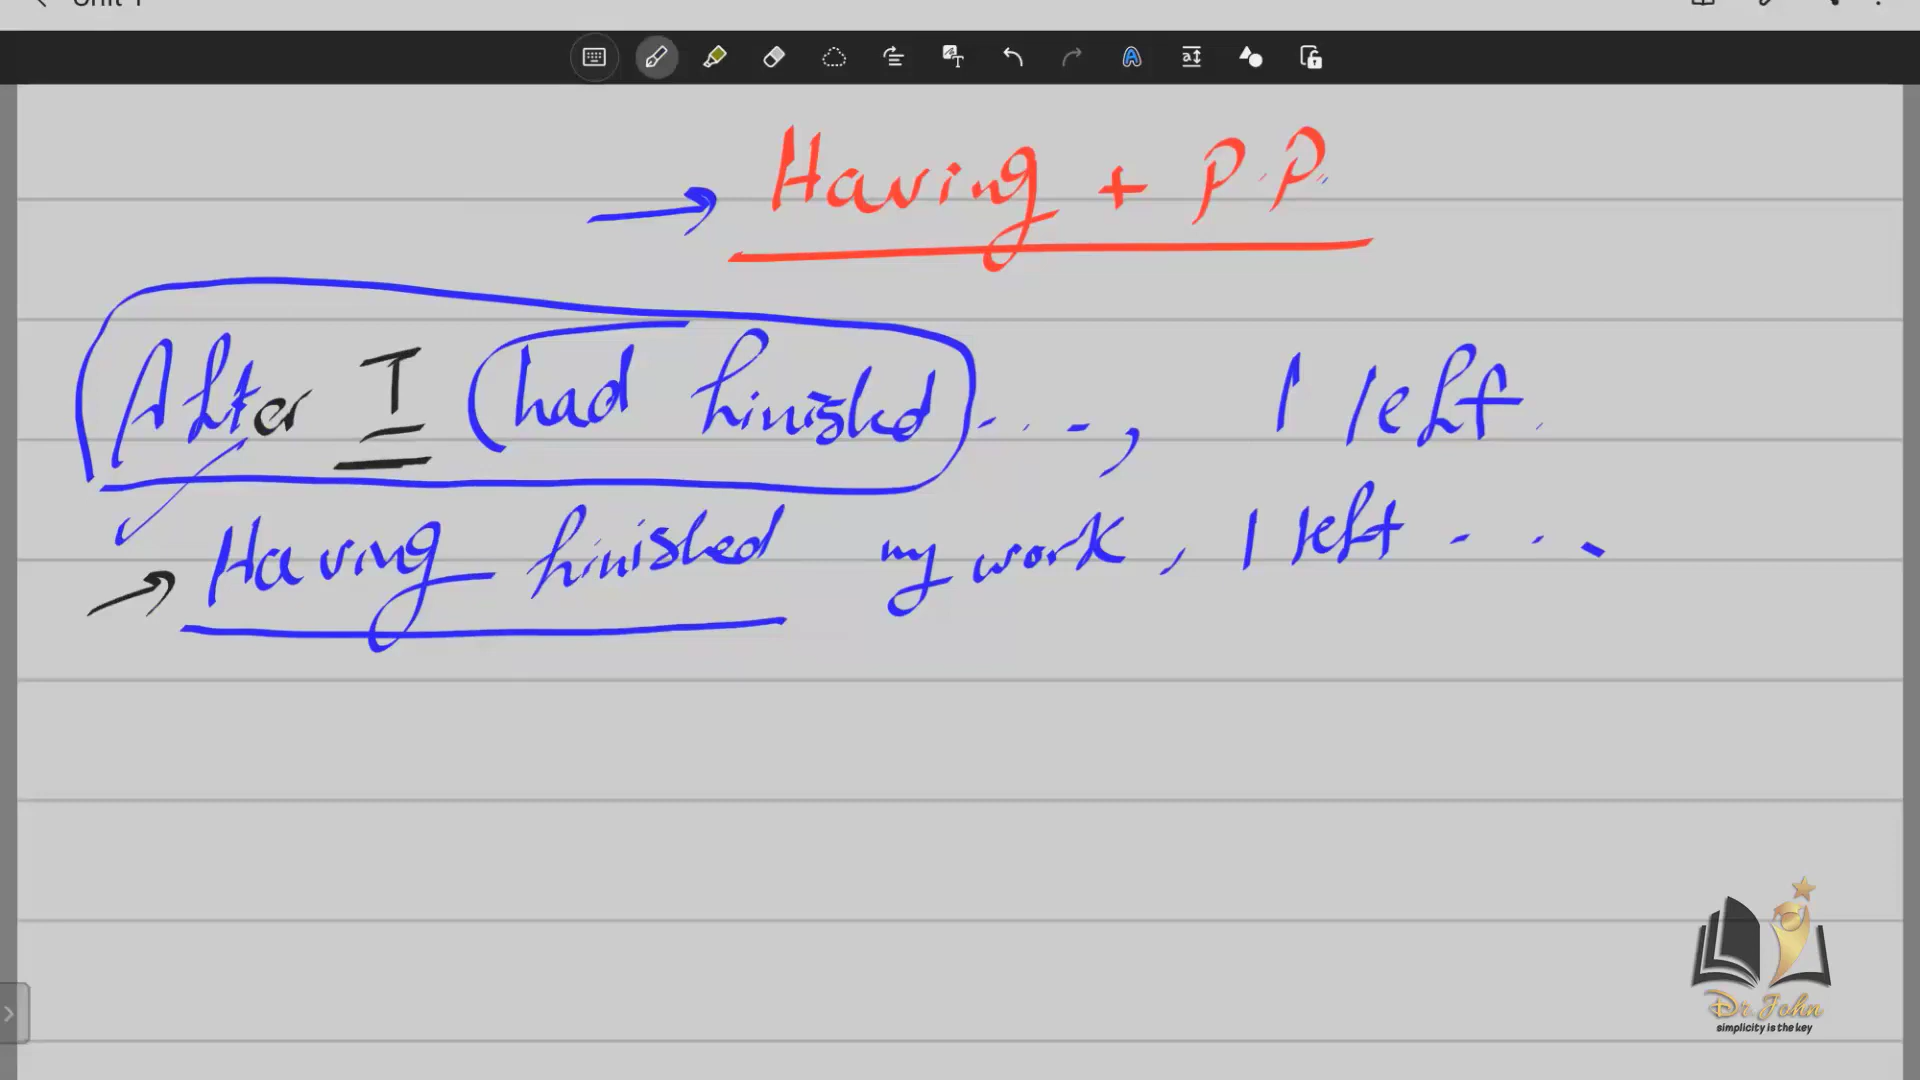 Having + P.P.
After I (had finished)...., I left.
Having finished my work, I left ...
Dr. John
simplicity is the key